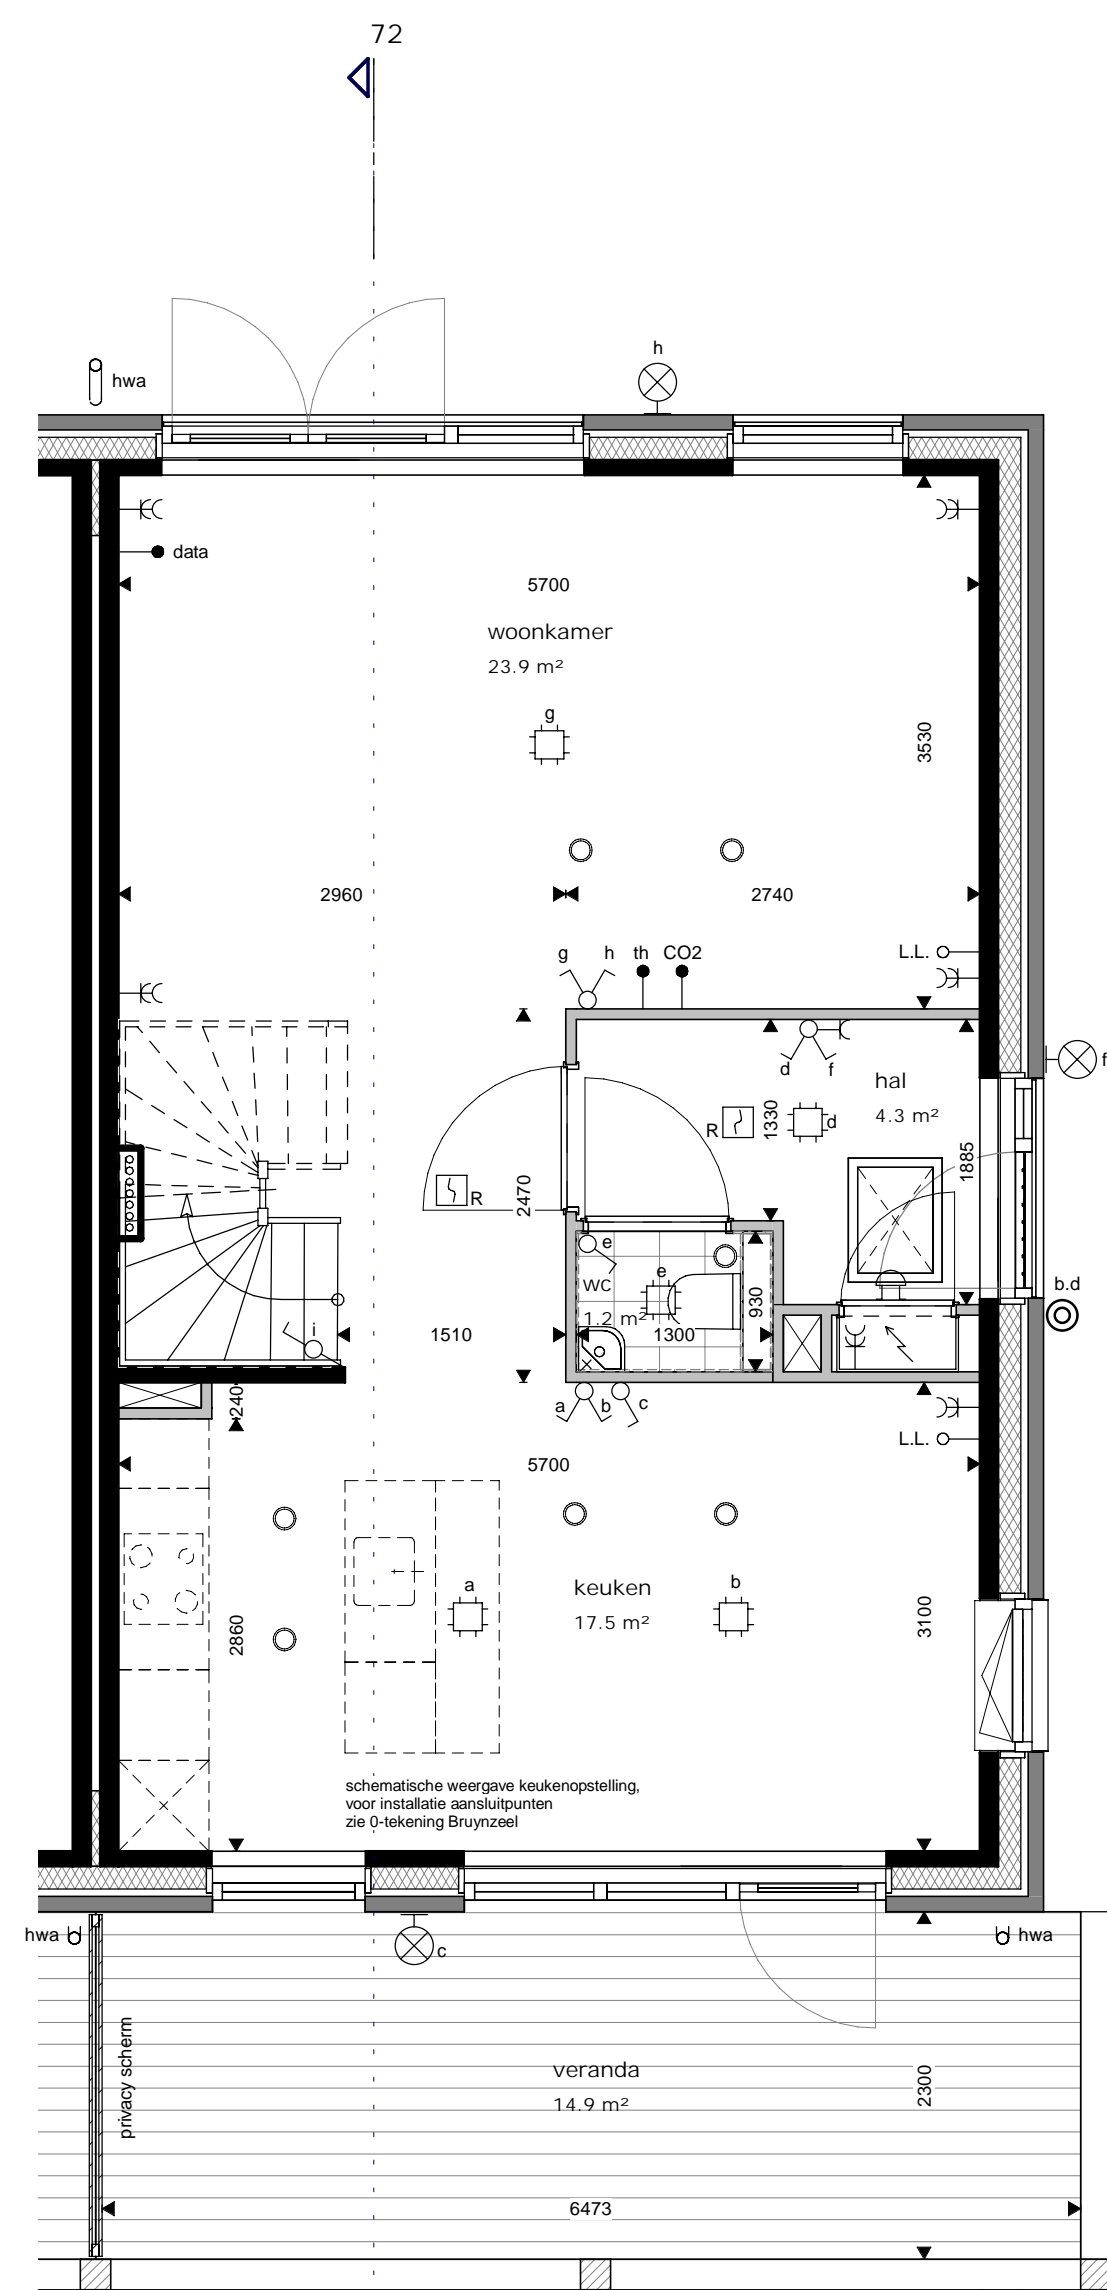 72
h
hwa
data
5700
woonkamer
23.9 m²
g
3530
2960
2740
g h th CO2
L.L.
d f
hal
4.3 m²
f
R
1330
d
1885
R
2470
e
wc
e
1.2 m²
930
b.d
i
1510
1300
240
a b c
L.L.
5700
keuken
17.5 m²
a
b
2860
3100
schematische weergave keukenopstelling,
voor installatie aansluitpunten
zie 0-tekening Bruynzeel
hwa
c
hwa
privacy scherm
veranda
14.9 m²
2300
6473